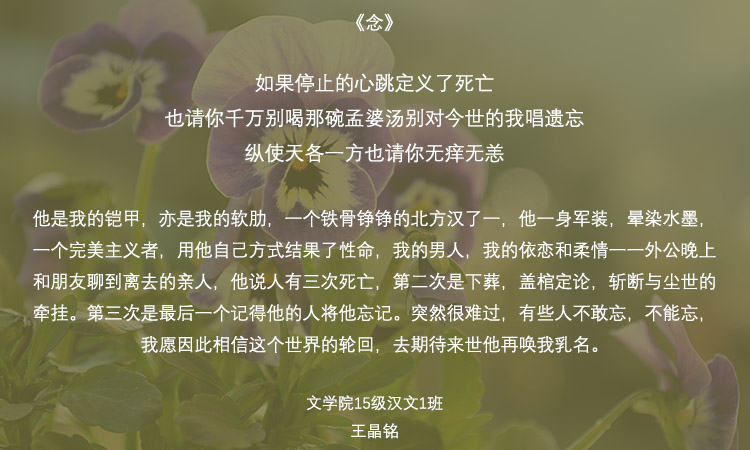 《念》
如果停止的心跳定义了死亡
也请你千万别喝那碗孟婆汤别对今世的我唱遗忘
纵使天各一方也请你无痒无恙
他是我的铠甲，亦是我的软肋，一个铁骨铮铮的北方汉了一，他一身军装，晕染水墨，
一个完美主义者，用他自己方式结果了性命，我的男人，我的依恋和柔情一一外公晚上
和朋友聊到离去的亲人，他说人有三次死亡，第二次是下葬，盖棺定论，斩断与尘世的
牵挂。第三次是最后一个记得他的人将他忘记。突然很难过，有些人不敢忘，不能忘，
我愿因此相信这个世界的轮回，去期待来世他再唤我乳名。
文学院15级汉文1班
王晶铭